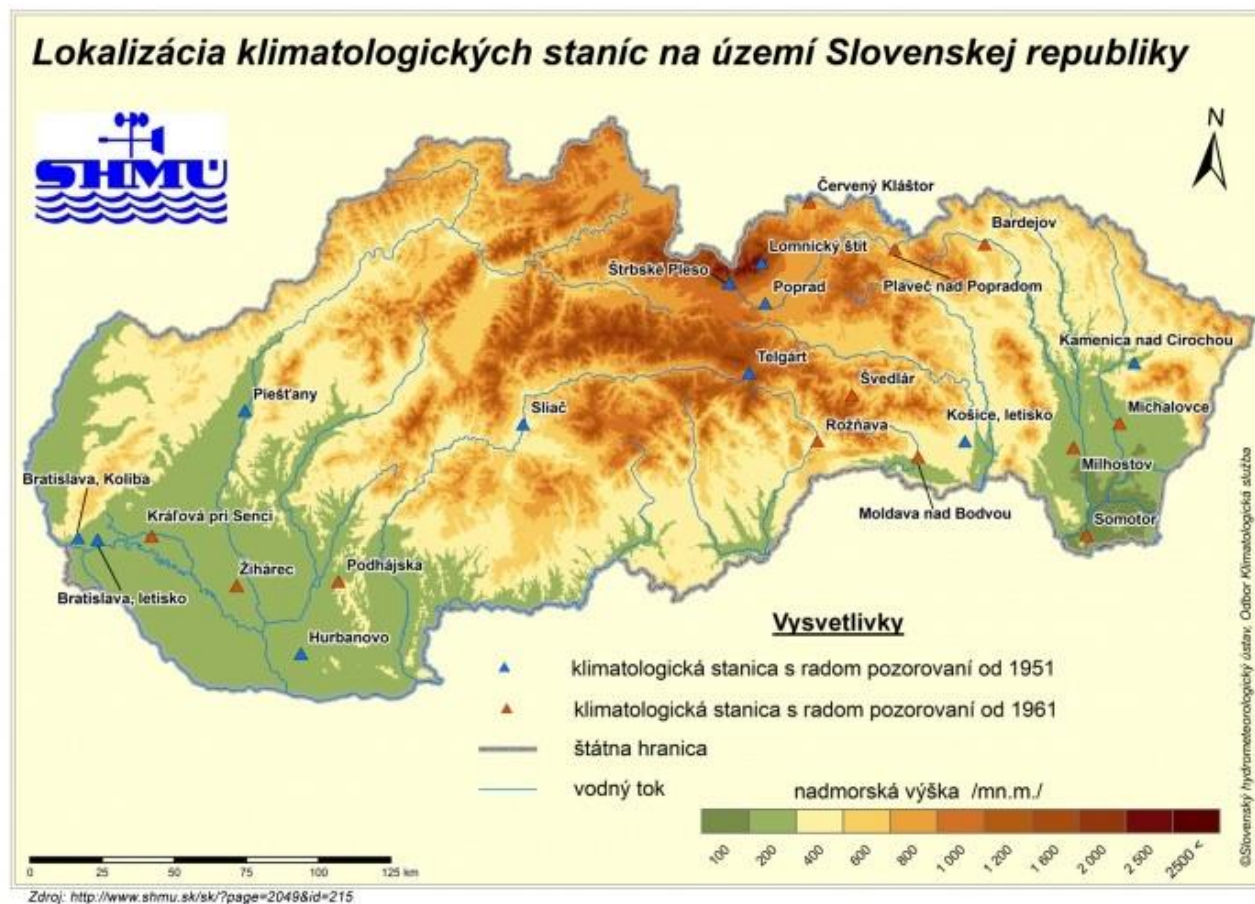 Lokalizácia klimatologických staníc na území Slovenskej republiky
SHMÚ
N
Červený Kláštor
Bardejov
Lomnický štít
Štrbské Pleso
Plaveč nad Popradom
Poprad
Kamenica nad Cirochou
Telgárt
Švedlár
Piešťany
Sliač
Košice, letisko
Michalovce
Rožňava
Bratislava, Koliba
Milhostov
Kráľová pri Senci
Moldava nad Bodvou
Somotor
Žihárec
Podhájska
Bratislava, letisko
Hurbanovo
Vysvetlivky
klimatologická stanica s radom pozorovaní od 1951
klimatologická stanica s radom pozorovaní od 1961
štátna hranica
vodný tok
nadmorská výška /mn.m./
100 200 400 600 800 1 000 1 200 1 600 2 000 2 500 2500 <
0 25 50 75 100 125 km
©Slovenský hydrometeorologický ústav, Odbor Klimatologická služba
Zdroj: http://www.shmu.sk/sk/?page=2049&id=215